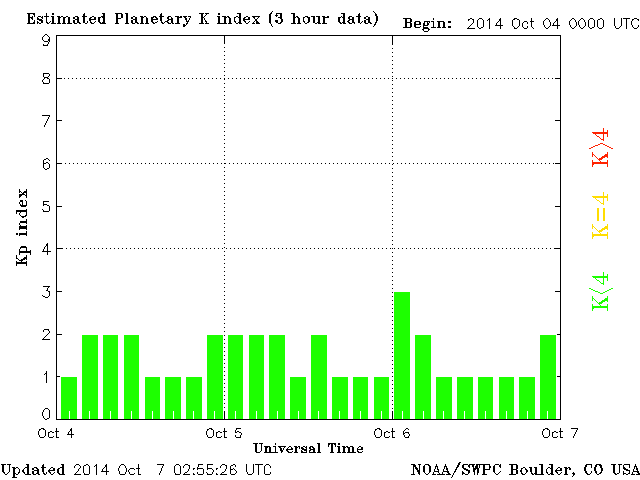 Estimated Planetary K index (3 hour data)
Begin: 2014 Oct 04 0000 UTC
9
8
7
6
5
4
3
2
1
0
Kp index
K>4
K=4
K<4
Oct 4 Oct 5 Oct 6 Oct 7
Universal Time
Updated 2014 Oct 7 02:55:26 UTC
NOAA/SWPC Boulder, CO USA